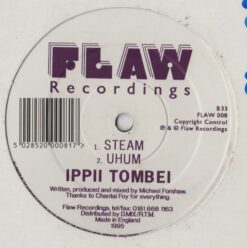 FLAW
Recordings
B33
FLAW 008
Copyright Control
℗ & © Flaw Recordings
5 028520 000817
1. STEAM
2. UHUM
IPPII TOMBEI
Written, produced and mixed by Michael Forshaw.
Thanks to Chantal Foy for everything.
Flaw Recordings, tel/fax: 0181 868 1163
Distributed by D.MIX/R.T.M.
Made in England
1995